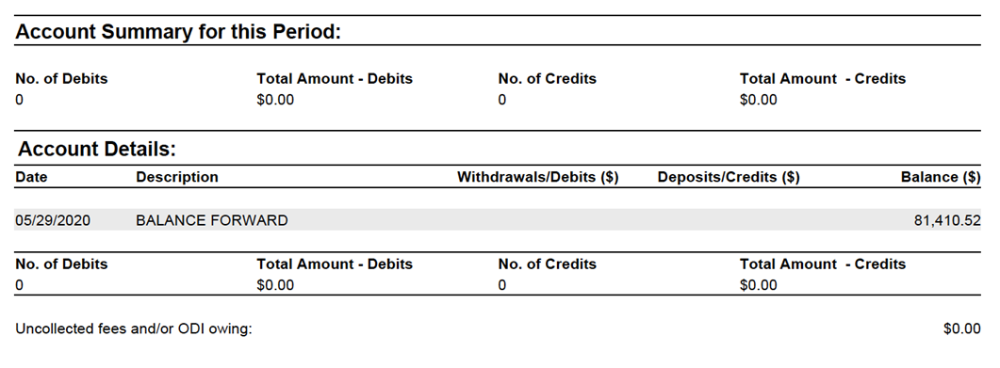 Account Summary for this Period:
No. of Debits Total Amount - Debits No. of Credits Total Amount - Credits
0 $0.00 0 $0.00
Account Details:
Date Description Withdrawals/Debits ($) Deposits/Credits ($) Balance ($)
05/29/2020 BALANCE FORWARD 81,410.52
No. of Debits Total Amount - Debits No. of Credits Total Amount - Credits
0 $0.00 0 $0.00
Uncollected fees and/or ODI owing: $0.00